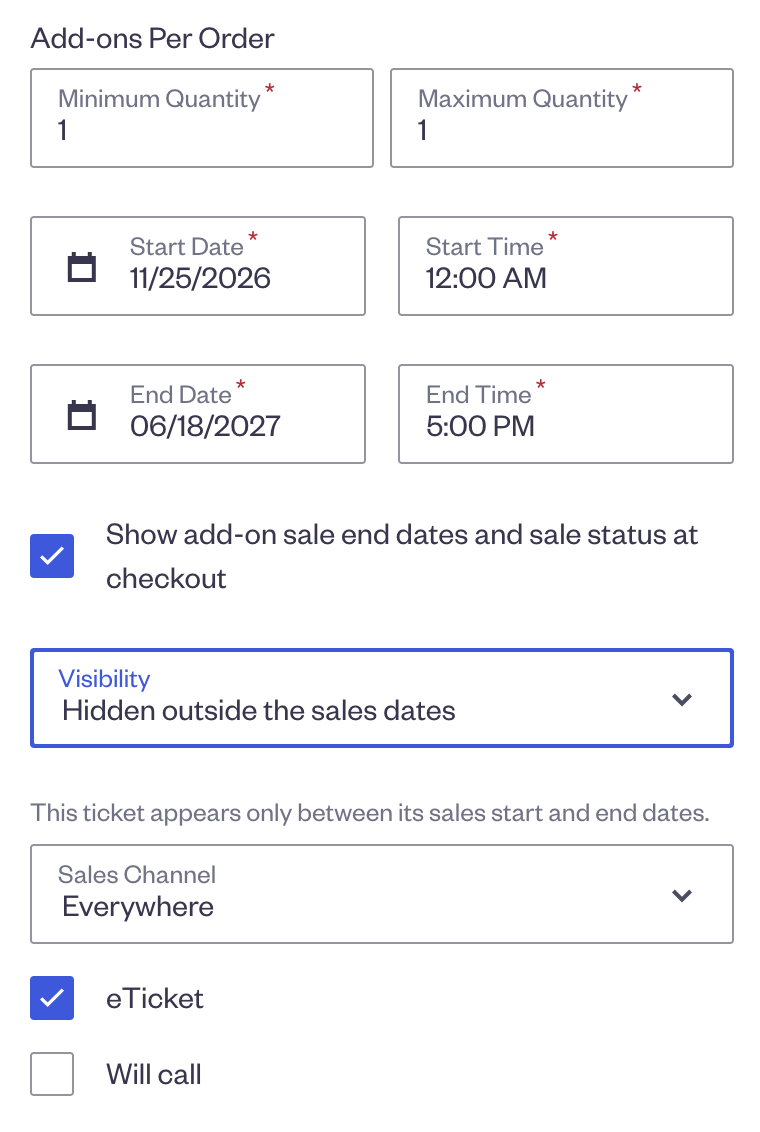 Add-ons Per Order
Minimum Quantity *
1
Maximum Quantity *
1
Start Date *
11/25/2026
Start Time *
12:00 AM
End Date *
06/18/2027
End Time *
5:00 PM
Show add-on sale end dates and sale status at
checkout
Visibility
Hidden outside the sales dates
This ticket appears only between its sales start and end dates.
Sales Channel
Everywhere
eTicket
Will call